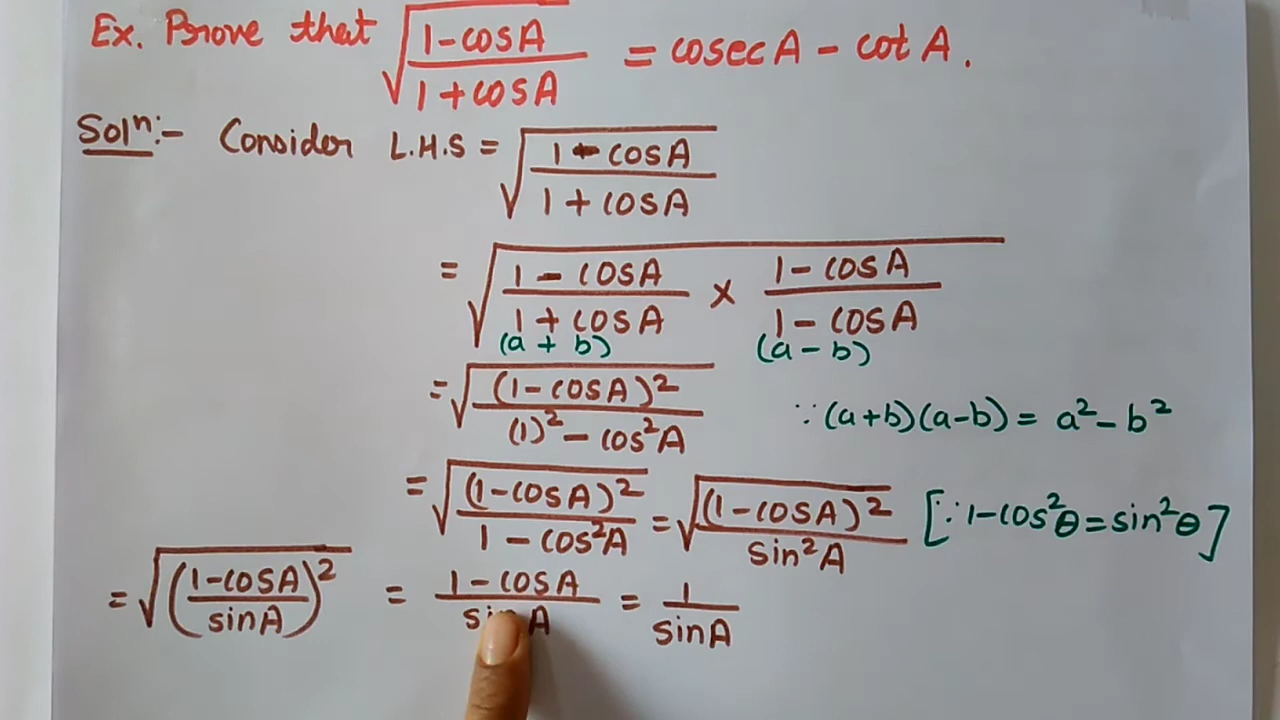 Ex. Prove that √((1-cosA)/(1+cosA)) = cosecA - cotA.
Solⁿ:- Consider L.H.S = √((1-cosA)/(1+cosA))
= √((1-cosA)/(1+cosA) × (1-cosA)/(1-cosA))
(a + b) (a - b)
= √((1-cosA)²/((1)²-cos²A)) ∵ (a+b)(a-b) = a²-b²
= √((1-cosA)²/(1-cos²A)) = √((1-cosA)²/sin²A) [∵ 1-cos²θ=sin²θ]
= √(((1-cosA)/sinA)²) = (1-cosA)/sinA = 1/sinA